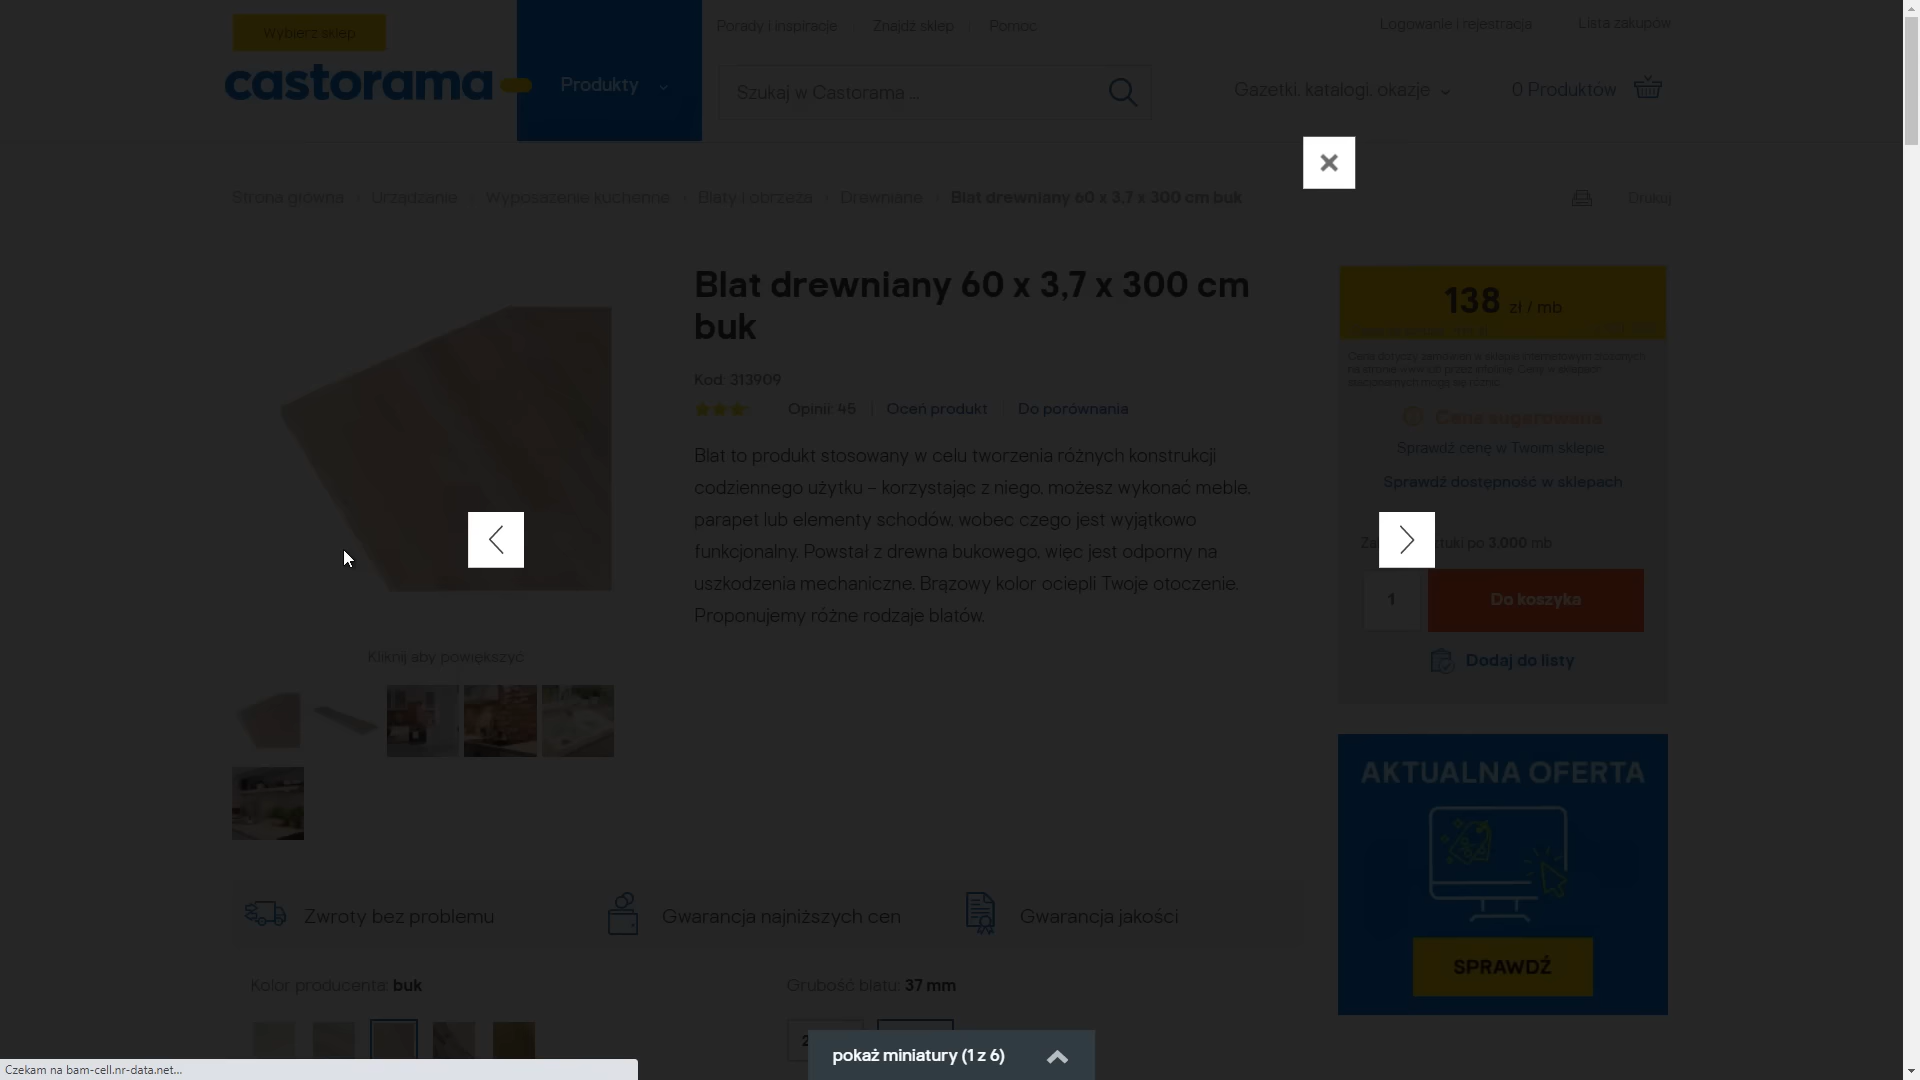 Wybierz sklep
Porady i inspiracje
Znajdź sklep
Pomoc
Logowanie i rejestracja
Lista zakupów
castorama
Produkty
Szukaj w Castorama ...
Gazetki, katalogi, okazje
0 Produktów
Strona główna
Urządzanie
Wyposażenie kuchenne
Blaty i obrzeża
Drewniane
Blat drewniany 60 x 3,7 x 300 cm buk
Drukuj
Blat drewniany 60 x 3,7 x 300 cm
buk
138 zł / mb
Kod: 313909
Opinii: 45
Oceń produkt
Do porównania
Cena sugerowana
Sprawdź cenę w Twoim sklepie
Sprawdź dostępność w sklepach
Blat to produkt stosowany w celu tworzenia różnych konstrukcji
codziennego użytku – korzystając z niego, możesz wykonać meble,
parapet lub elementy schodów, wobec czego jest wyjątkowo
funkcjonalny. Powstał z drewna bukowego, więc jest odporny na
uszkodzenia mechaniczne. Brązowy kolor ociepli Twoje otoczenie.
Proponujemy różne rodzaje blatów.
po 3,000 mb
1
Do koszyka
Dodaj do listy
Kliknij aby powiększyć
AKTUALNA OFERTA
SPRAWDŹ
Zwroty bez problemu
Gwarancja najniższych cen
Gwarancja jakości
Kolor producenta: buk
Grubość blatu: 37 mm
pokaż miniatury (1 z 6)
Czekam na bam-cell.nr-data.net...